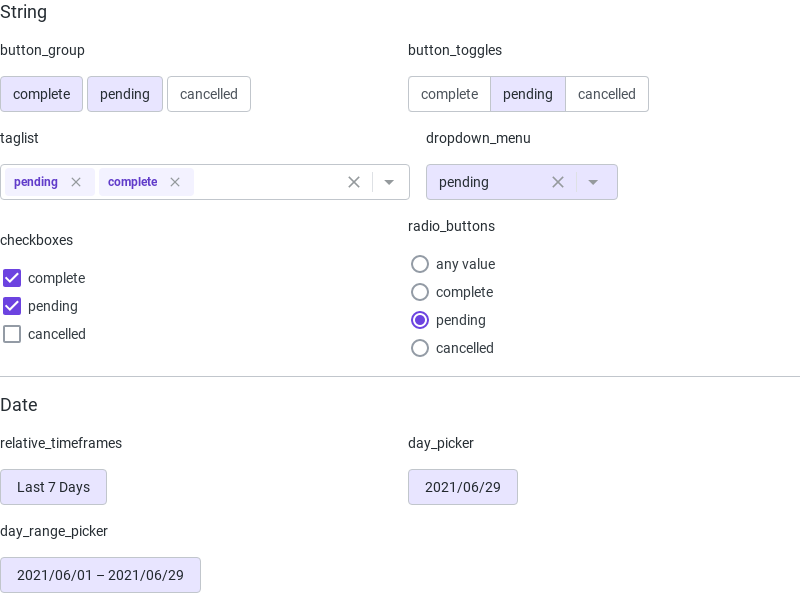 String
button_group
button_toggles
complete pending cancelled
complete pending cancelled
taglist
dropdown_menu
pending complete
pending
checkboxes
radio_buttons
complete
pending
cancelled
any value
complete
pending
cancelled
Date
relative_timeframes
day_picker
Last 7 Days
2021/06/29
day_range_picker
2021/06/01 – 2021/06/29